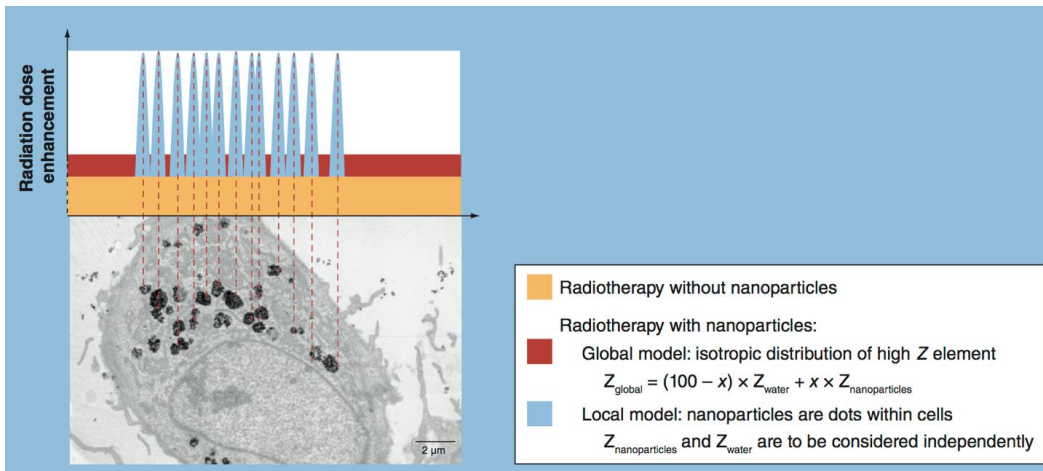 Radiation dose
enhancement
2 μm
Radiotherapy without nanoparticles
Radiotherapy with nanoparticles:
Global model: isotropic distribution of high Z element
Zglobal = (100 – x) × Zwater + x × Znanoparticles
Local model: nanoparticles are dots within cells
Znanoparticles and Zwater are to be considered independently